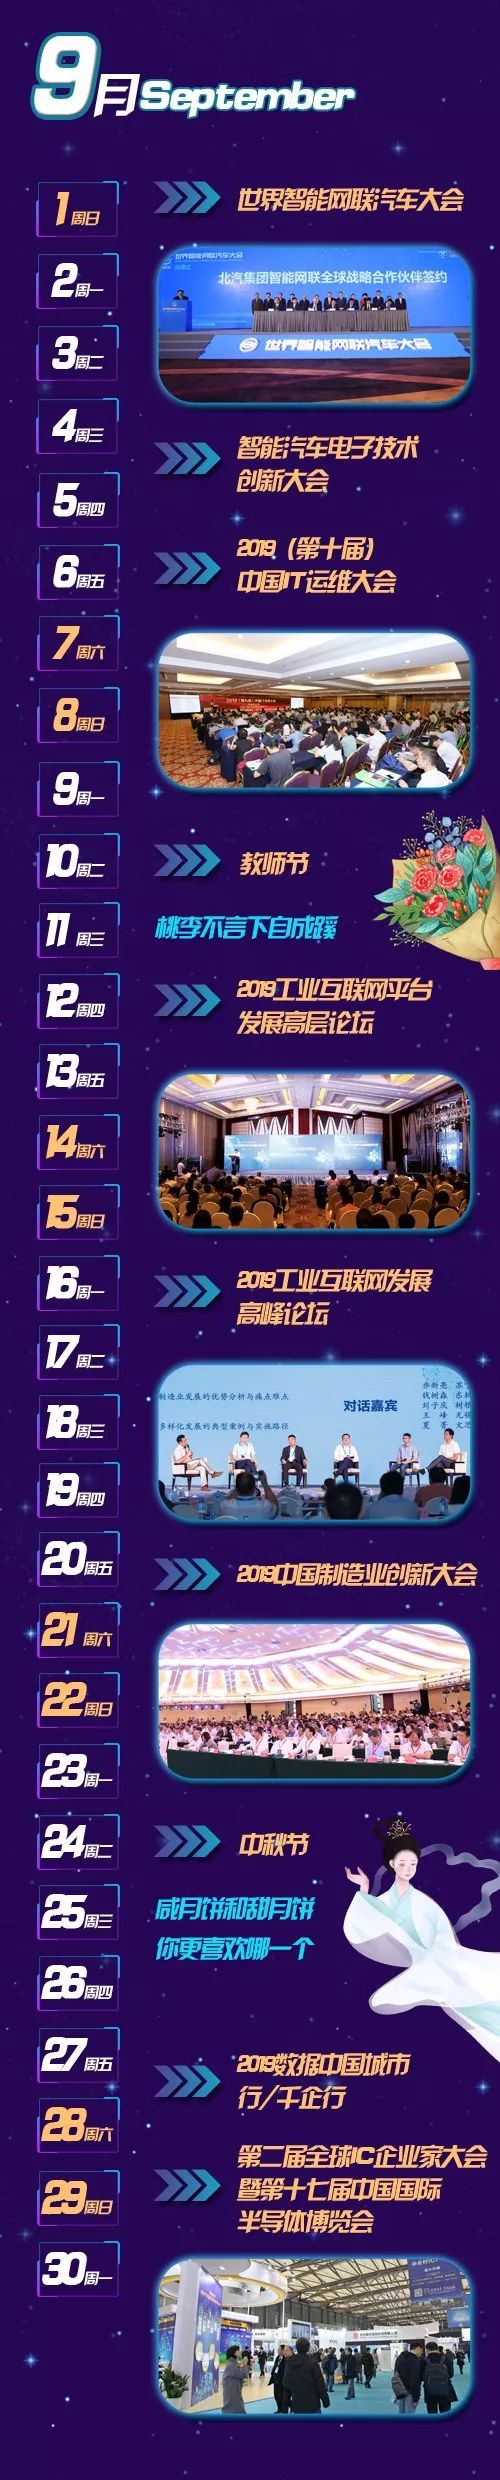 9月September
1周日
世界智能网联汽车大会
2周一
世界智能网联汽车大会
北汽集团智能网联全球战略合作伙伴签约
世界智能网联汽车大会
3周二
4周三
智能汽车电子技术
创新大会
5周四
2019（第十届）
中国IT运维大会
6周五
7周六
8周日
9周一
10周二
教师节
11周三
桃李不言下自成蹊
12周四
2019工业互联网平台
发展高层论坛
13周五
14周六
15周日
16周一
2019工业互联网发展
高峰论坛
17周二
制造业发展的优势分析与痛点难点
多样化发展的典型案例与实施路径
对话嘉宾
18周三
19周四
20周五
2019中国制造业创新大会
21周六
22周日
23周一
24周二
中秋节
25周三
咸月饼和甜月饼
你更喜欢哪一个
26周四
27周五
2019数据中国城市
行/千企行
28周六
第二届全球IC企业家大会
暨第十七届中国国际
半导体博览会
29周日
30周一